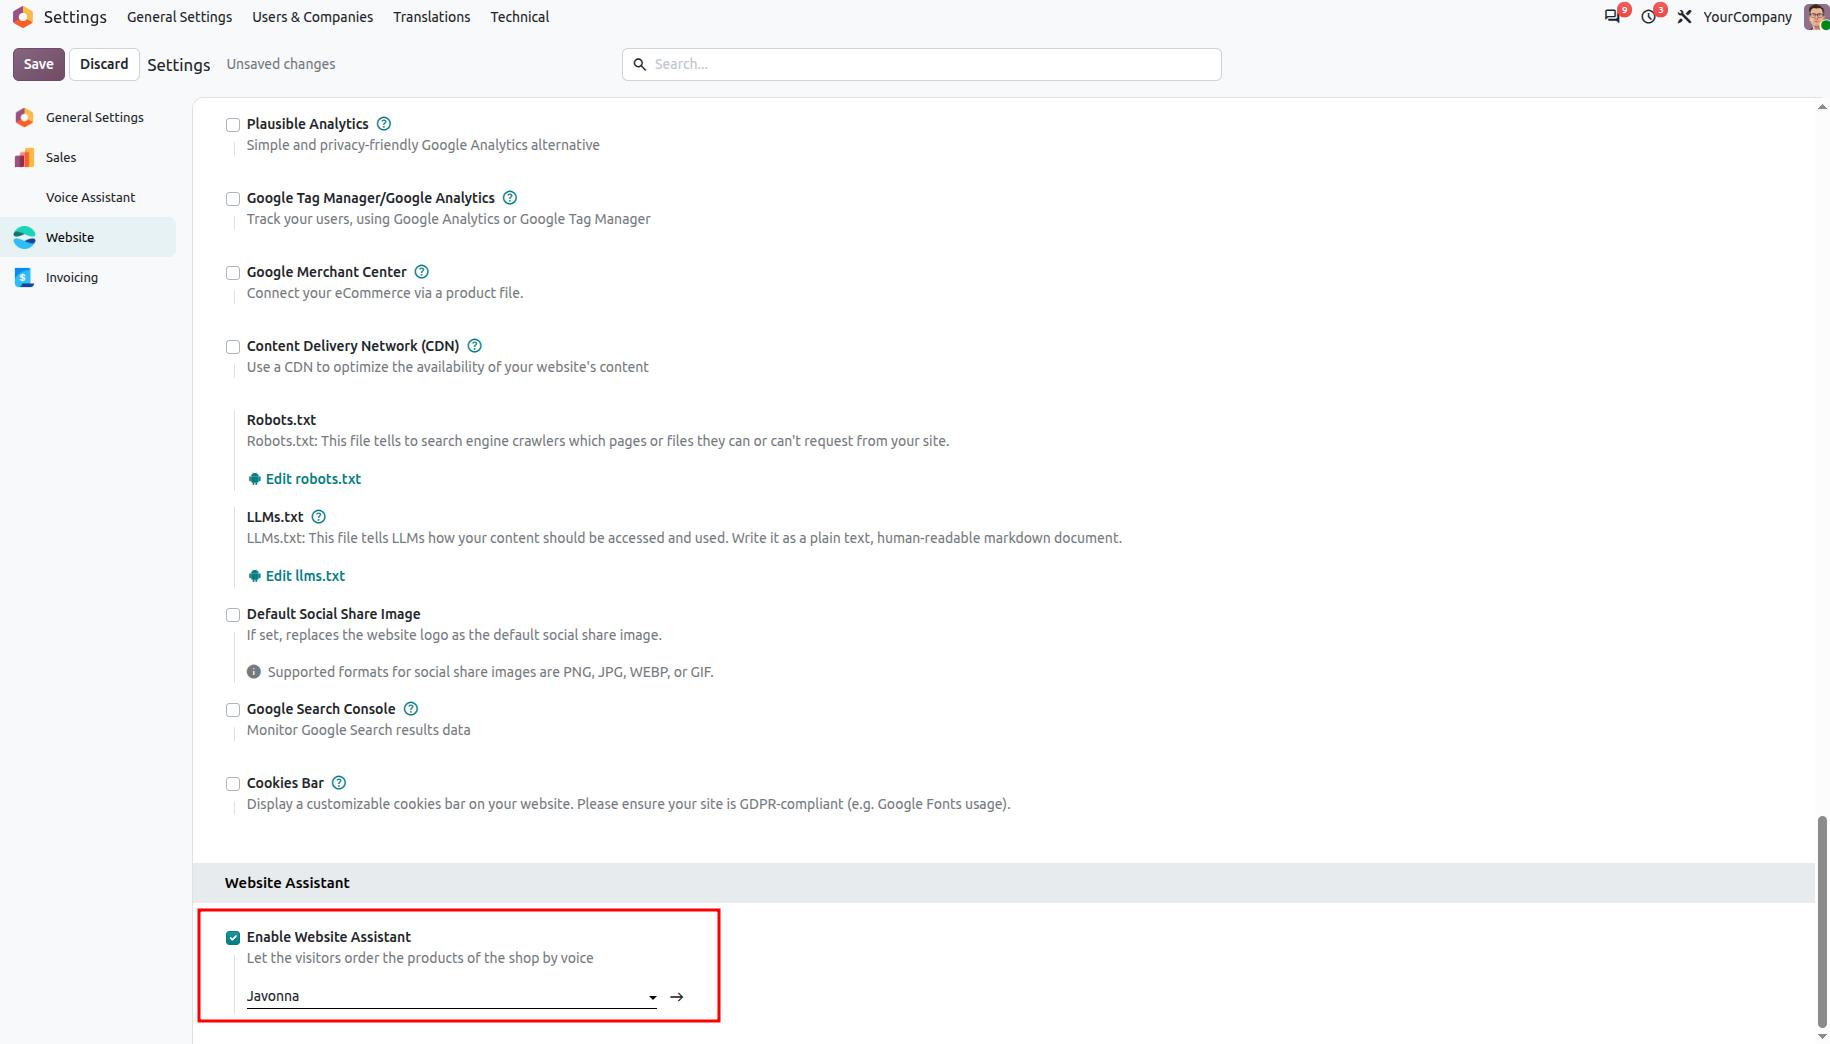 Settings General Settings Users & Companies Translations Technical 9 3 YourCompany
Save Discard Settings Unsaved changes Search...
General Settings
Sales
Voice Assistant
Website
Invoicing
Plausible Analytics ?
Simple and privacy-friendly Google Analytics alternative
Google Tag Manager/Google Analytics ?
Track your users, using Google Analytics or Google Tag Manager
Google Merchant Center ?
Connect your eCommerce via a product file.
Content Delivery Network (CDN) ?
Use a CDN to optimize the availability of your website's content
Robots.txt
Robots.txt: This file tells to search engine crawlers which pages or files they can or can't request from your site.
Edit robots.txt
LLMs.txt ?
LLMs.txt: This file tells LLMs how your content should be accessed and used. Write it as a plain text, human-readable markdown document.
Edit llms.txt
Default Social Share Image
If set, replaces the website logo as the default social share image.
Supported formats for social share images are PNG, JPG, WEBP, or GIF.
Google Search Console ?
Monitor Google Search results data
Cookies Bar ?
Display a customizable cookies bar on your website. Please ensure your site is GDPR-compliant (e.g. Google Fonts usage).
Website Assistant
Enable Website Assistant
Let the visitors order the products of the shop by voice
Javonna